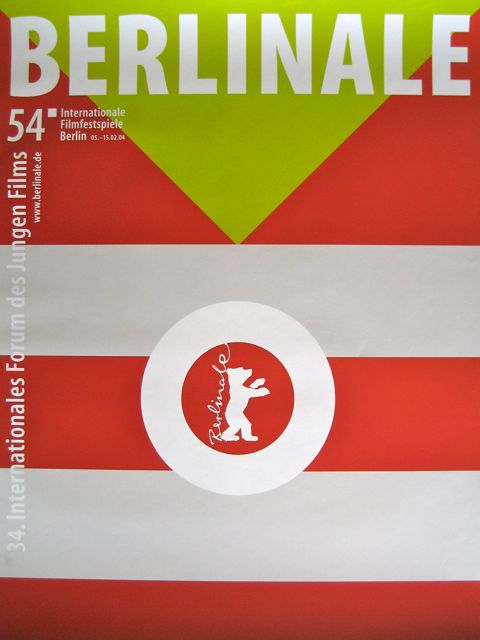 BERLINALE
54. Internationale
Filmfestspiele
Berlin 05.–15.02.04
www.berlinale.de
34. Internationales Forum des Jungen Films
Berlinale